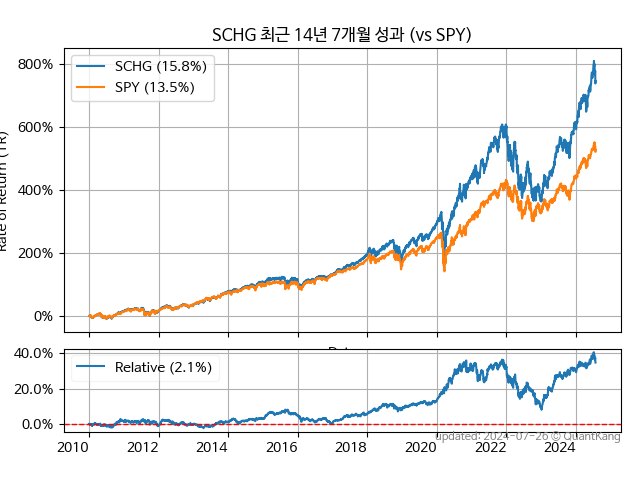 SCHG 최근 14년 7개월 성과 (vs SPY)
SCHG (15.8%)
SPY (13.5%)
800%
600%
400%
200%
0%
Rate of Return (TR)
Relative (2.1%)
40.0%
20.0%
0.0%
updated: 2024-07-26 © QuantKang
2010 2012 2014 2016 2018 2020 2022 2024